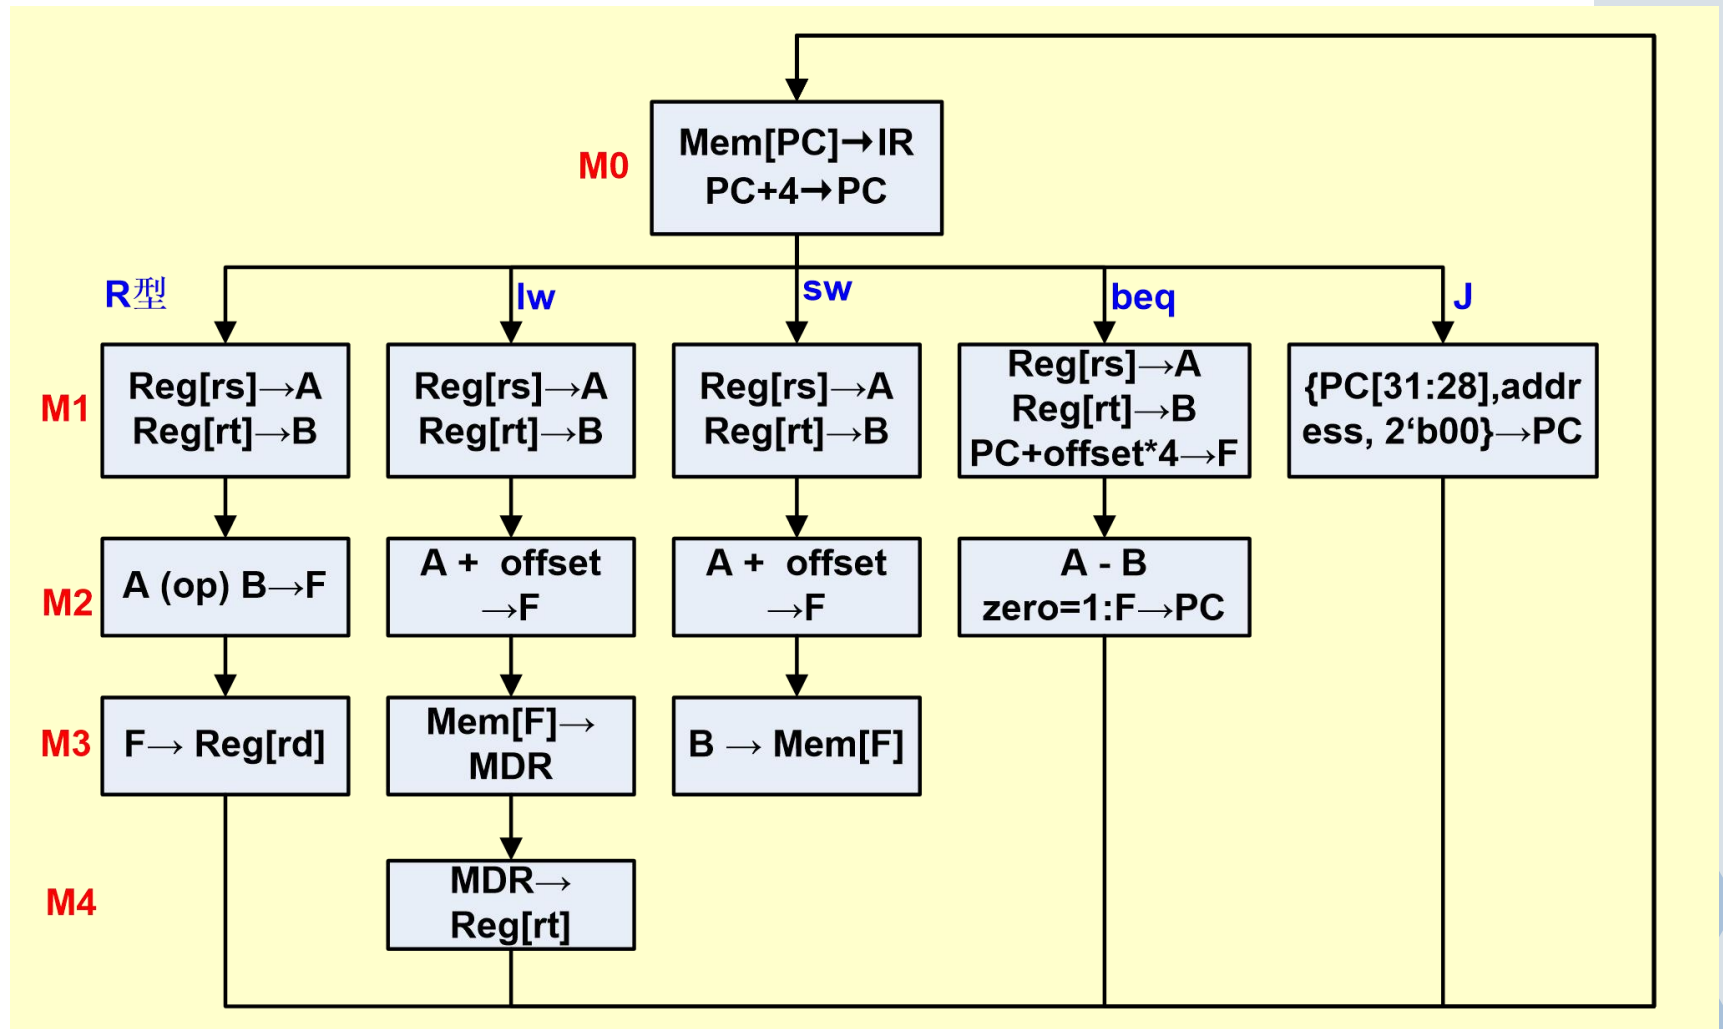 Mem[PC]→IR
M0
PC+4→PC
R型
lw
sw
beq
J
M1
Reg[rs]→A
Reg[rt]→B
Reg[rs]→A
Reg[rt]→B
Reg[rs]→A
Reg[rt]→B
Reg[rs]→A
Reg[rt]→B
PC+offset*4→F
{PC[31:28],addr
ess, 2‘b00}→PC
M2
A (op) B→F
A + offset
→F
A + offset
→F
A - B
zero=1:F→PC
M3
F→ Reg[rd]
Mem[F]→
MDR
B → Mem[F]
M4
MDR→
Reg[rt]